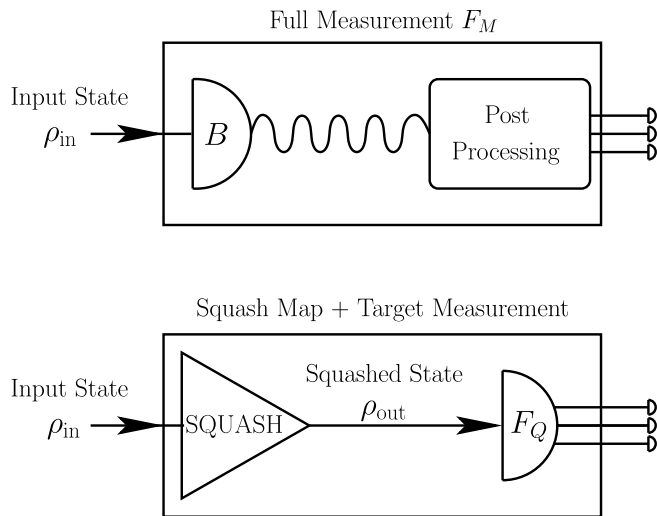 Full Measurement F_M
Input State
ρ_in
B
Post
Processing
Squash Map + Target Measurement
Input State
ρ_in
SQUASH
Squashed State
ρ_out
F_Q